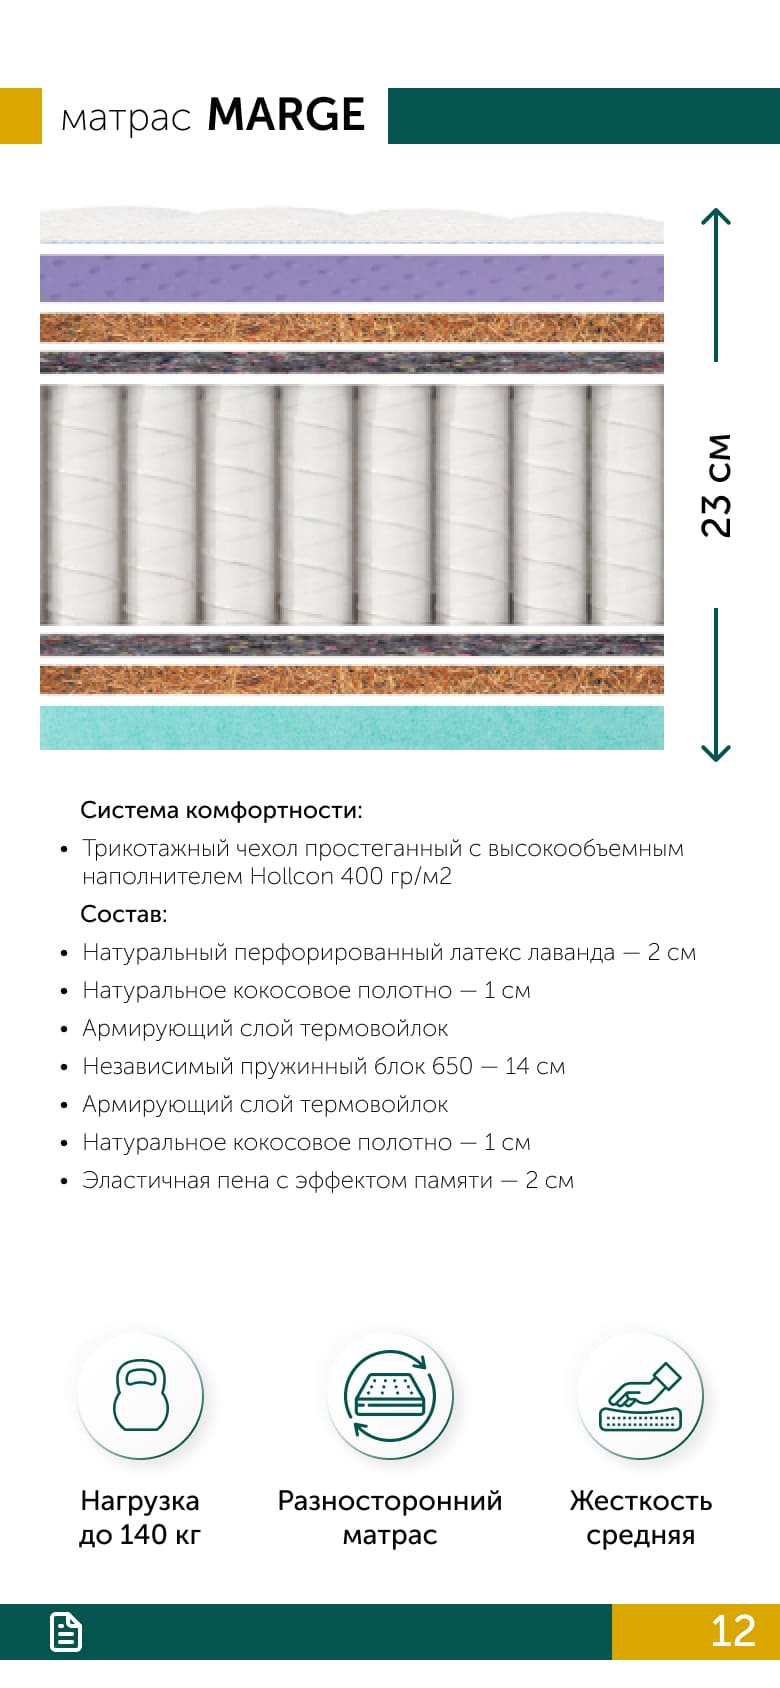 матрас MARGE
23 см
Система комфортности:
• Трикотажный чехол простеганный с высокообъемным
наполнителем Hollcon 400 гр/м2
Состав:
• Натуральный перфорированный латекс лаванда — 2 см
• Натуральное кокосовое полотно — 1 см
• Армирующий слой термовойлок
• Независимый пружинный блок 650 — 14 см
• Армирующий слой термовойлок
• Натуральное кокосовое полотно — 1 см
• Эластичная пена с эффектом памяти — 2 см
Нагрузка
до 140 кг
Разносторонний
матрас
Жесткость
средняя
12